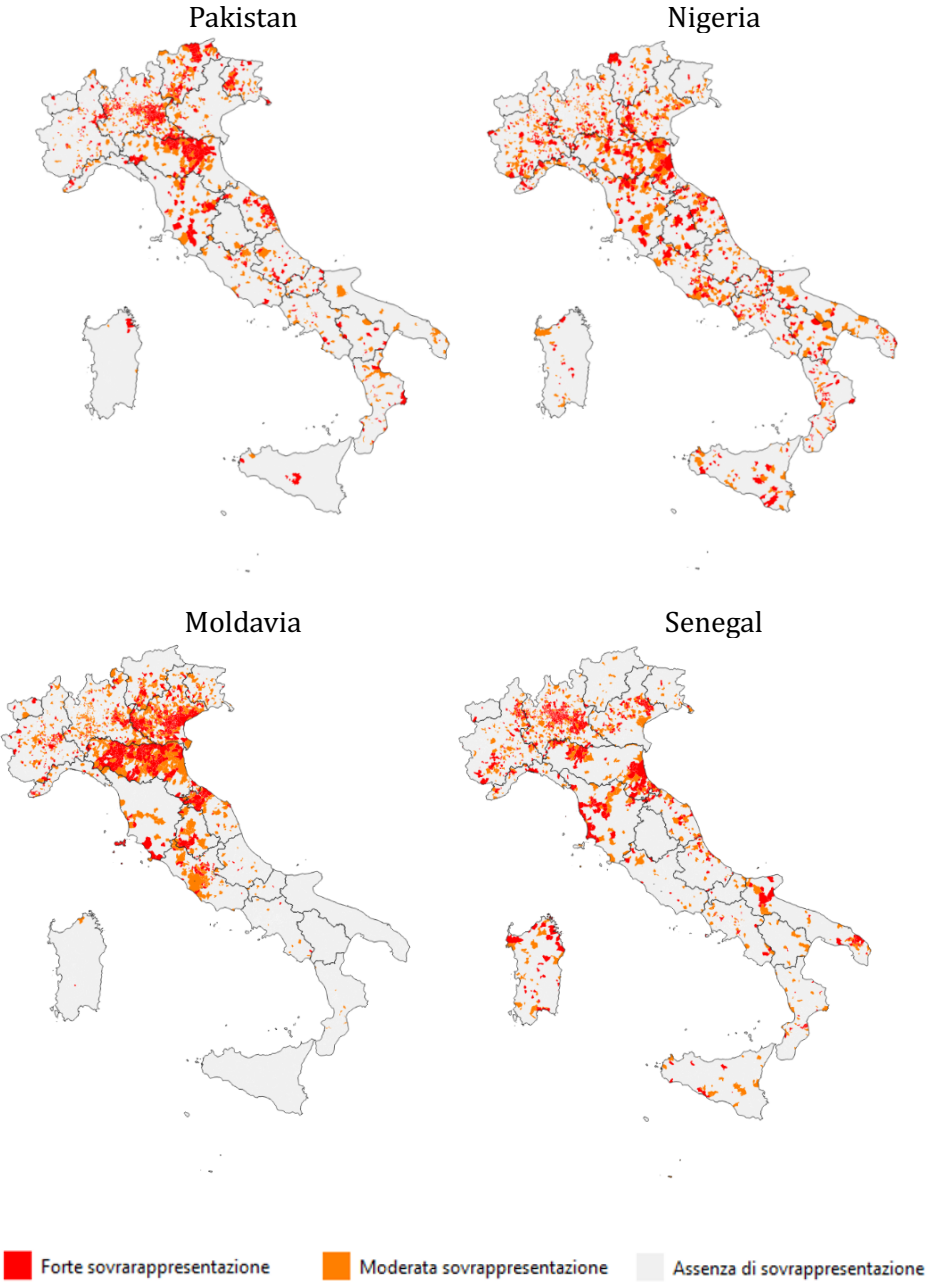 Pakistan
Nigeria
Moldavia
Senegal
Forte sovrarappresentazione
Moderata sovrappresentazione
Assenza di sovrappresentazione